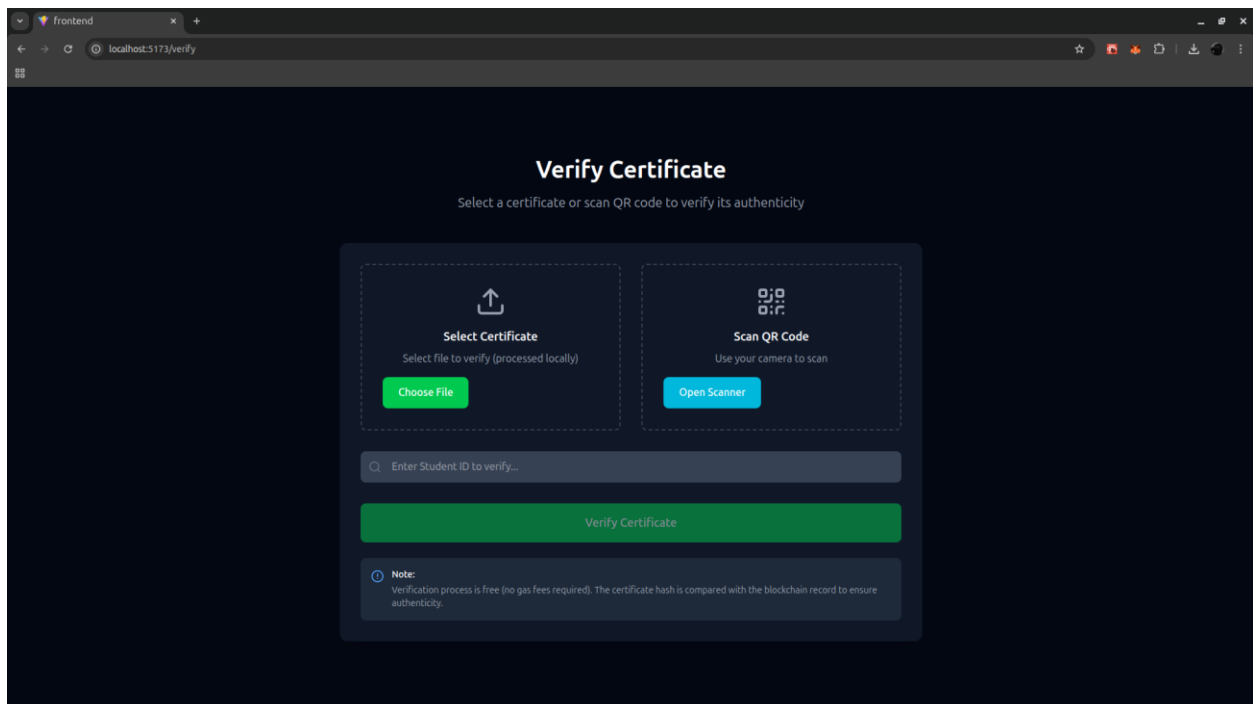 frontend
localhost:5173/verify
Verify Certificate
Select a certificate or scan QR code to verify its authenticity
Select Certificate
Select file to verify (processed locally)
Choose File
Scan QR Code
Use your camera to scan
Open Scanner
Enter Student ID to verify...
Verify Certificate
Note:
Verification process is free (no gas fees required). The certificate hash is compared with the blockchain record to ensure
authenticity.